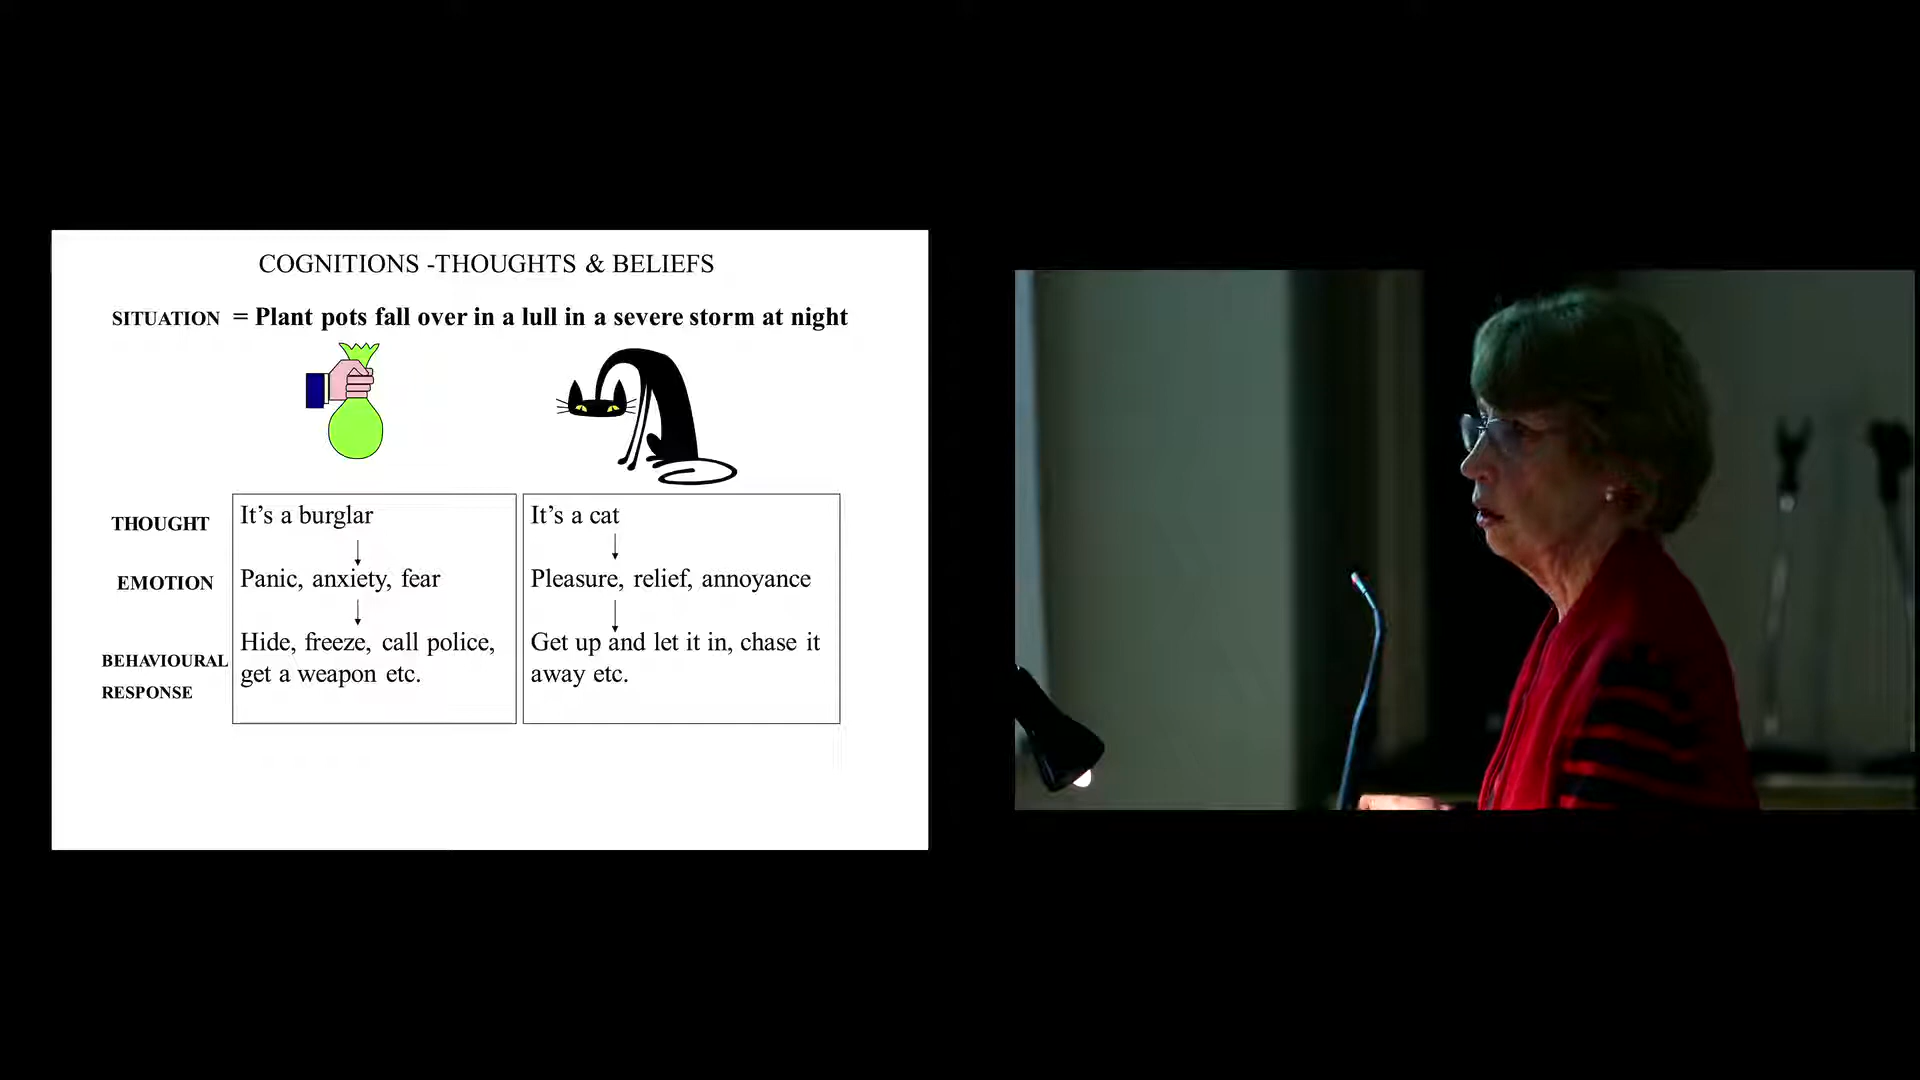 COGNITIONS -THOUGHTS & BELIEFS
SITUATION = Plant pots fall over in a lull in a severe storm at night
THOUGHT
It’s a burglar
It’s a cat
EMOTION
Panic, anxiety, fear
Pleasure, relief, annoyance
BEHAVIOURAL
RESPONSE
Hide, freeze, call police,
get a weapon etc.
Get up and let it in, chase it
away etc.